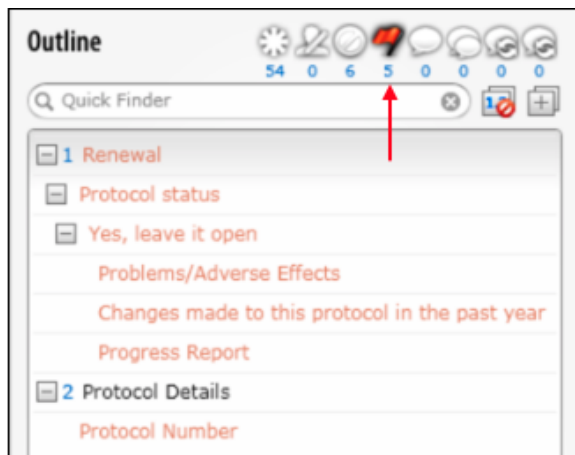 Outline
54 0 6 5 0 0 0 0
Quick Finder
1 Renewal
Protocol status
Yes, leave it open
Problems/Adverse Effects
Changes made to this protocol in the past year
Progress Report
2 Protocol Details
Protocol Number